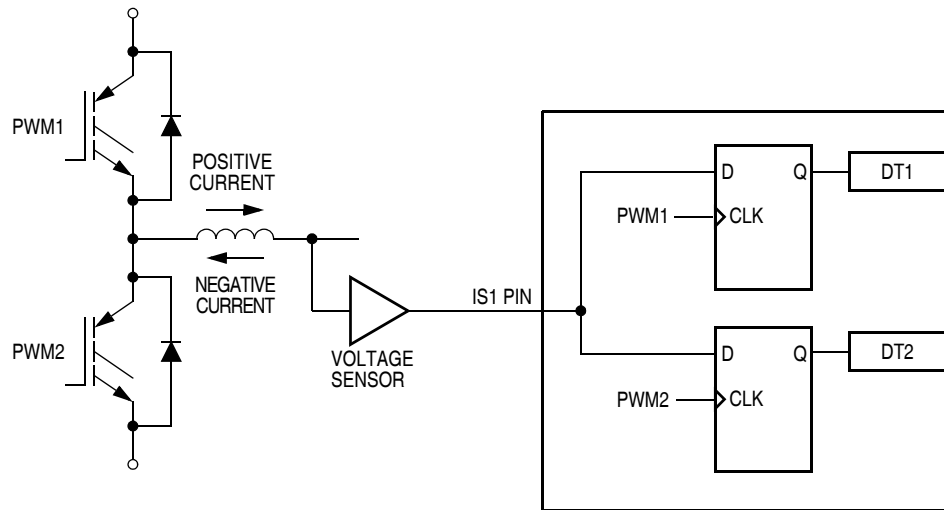 PWM1
POSITIVE
CURRENT
NEGATIVE
CURRENT
PWM2
VOLTAGE
SENSOR
IS1 PIN
D
Q
DT1
PWM1
CLK
D
Q
DT2
PWM2
CLK